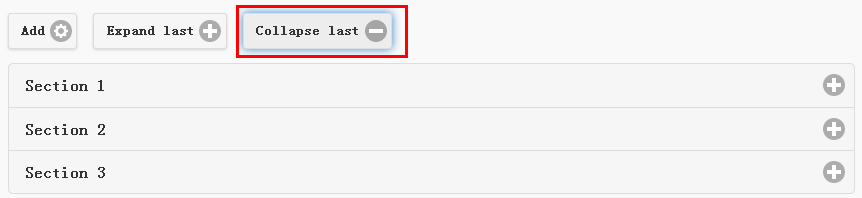 Add Expand last Collapse last
Section 1
Section 2
Section 3